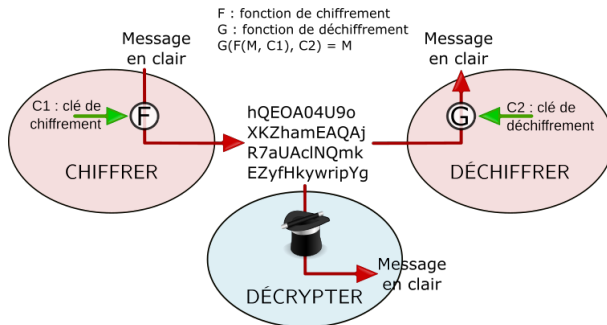 Message
en clair
F : fonction de chiffrement
G : fonction de déchiffrement
G(F(M, C1), C2) = M
Message
en clair
C1 : clé de
chiffrement
F
CHIFFRER
hQEOA04U9o
XKZhamEAQAj
R7aUAclNQmk
EZyfHkywripYg
G
C2 : clé de
déchiffrement
DÉCHIFFRER
Message
en clair
DÉCRYPTER